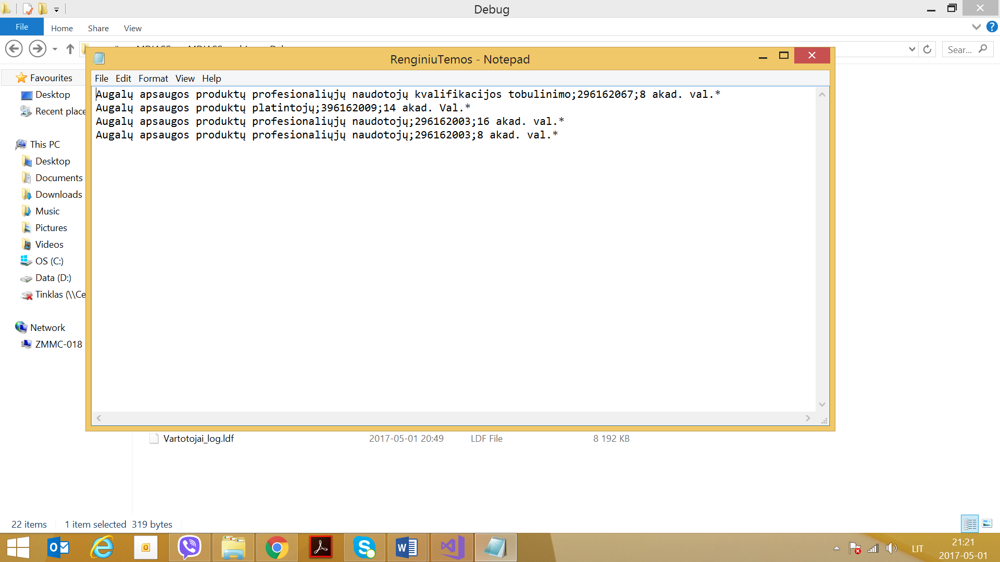 Debug
File Home Share View
Sear...
RenginiuTemos - Notepad
File Edit Format View Help
Augalų apsaugos produktų profesionaliųjų naudotojų kvalifikacijos tobulinimo;296162067;8 akad. val.*
Augalų apsaugos produktų platintojų;396162009;14 akad. Val.*
Augalų apsaugos produktų profesionaliųjų naudotojų;296162003;16 akad. val.*
Augalų apsaugos produktų profesionaliųjų naudotojų;296162003;8 akad. val.*
Favourites
Desktop
Recent place
This PC
Desktop
Documents
Downloads
Music
Pictures
Videos
OS (C:)
Data (D:)
Tinklas (\\Ce
Network
ZMMC-018
Vartotojai_log.ldf 2017-05-01 20:49 LDF File 8 192 KB
22 items 1 item selected 319 bytes
LIT
21:21
2017-05-01